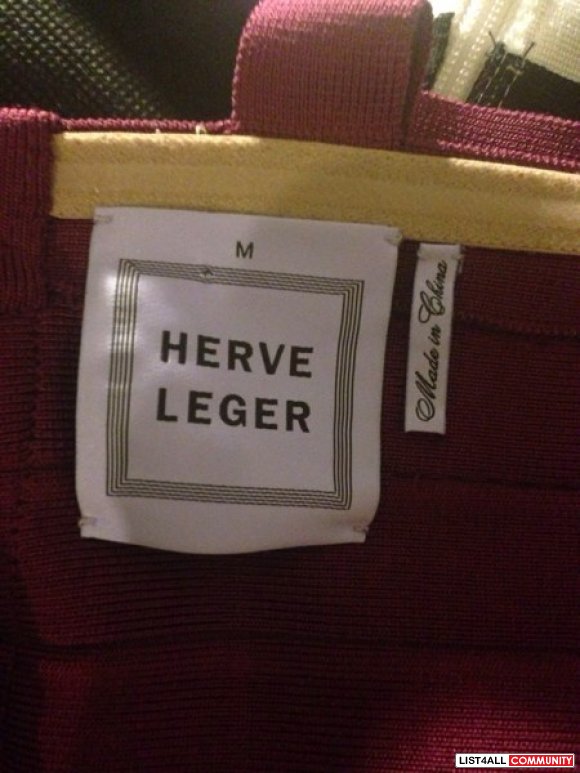 M
HERVE
LEGER
Made in China
LIST4ALL COMMUNITY